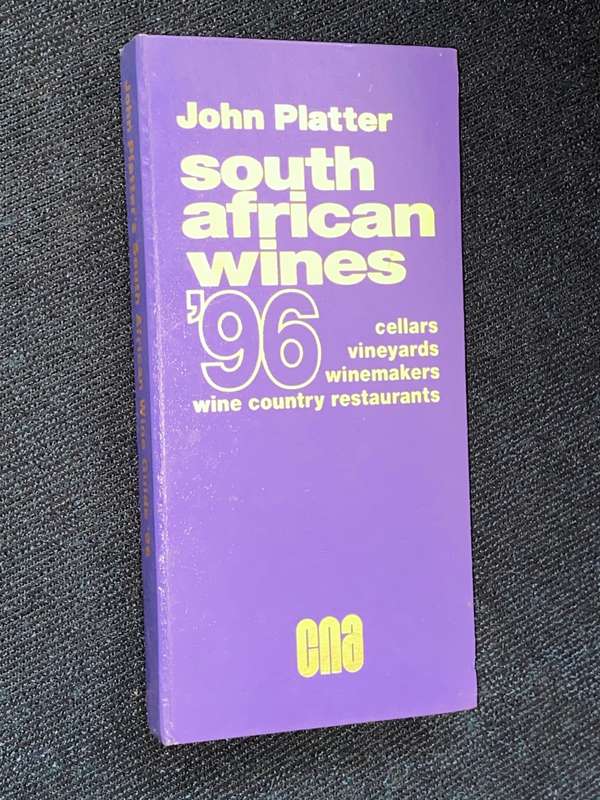 John Platter
south
african
wines
'96
cellars
vineyards
winemakers
wine country restaurants
cna
John Platter's South African Wine Guide '96